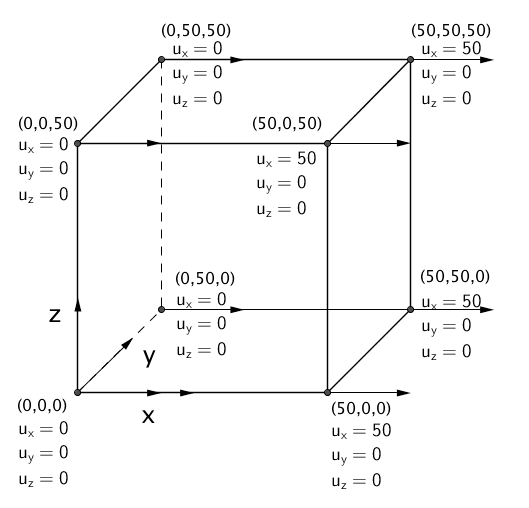 (0,50,50)
uₓ = 0
u_y = 0
u_z = 0
(50,50,50)
uₓ = 50
u_y = 0
u_z = 0
(0,0,50)
uₓ = 0
u_y = 0
u_z = 0
(50,0,50)
uₓ = 50
u_y = 0
u_z = 0
(0,50,0)
uₓ = 0
u_y = 0
u_z = 0
(50,50,0)
uₓ = 50
u_y = 0
u_z = 0
z
y
x
(0,0,0)
uₓ = 0
u_y = 0
u_z = 0
(50,0,0)
uₓ = 50
u_y = 0
u_z = 0